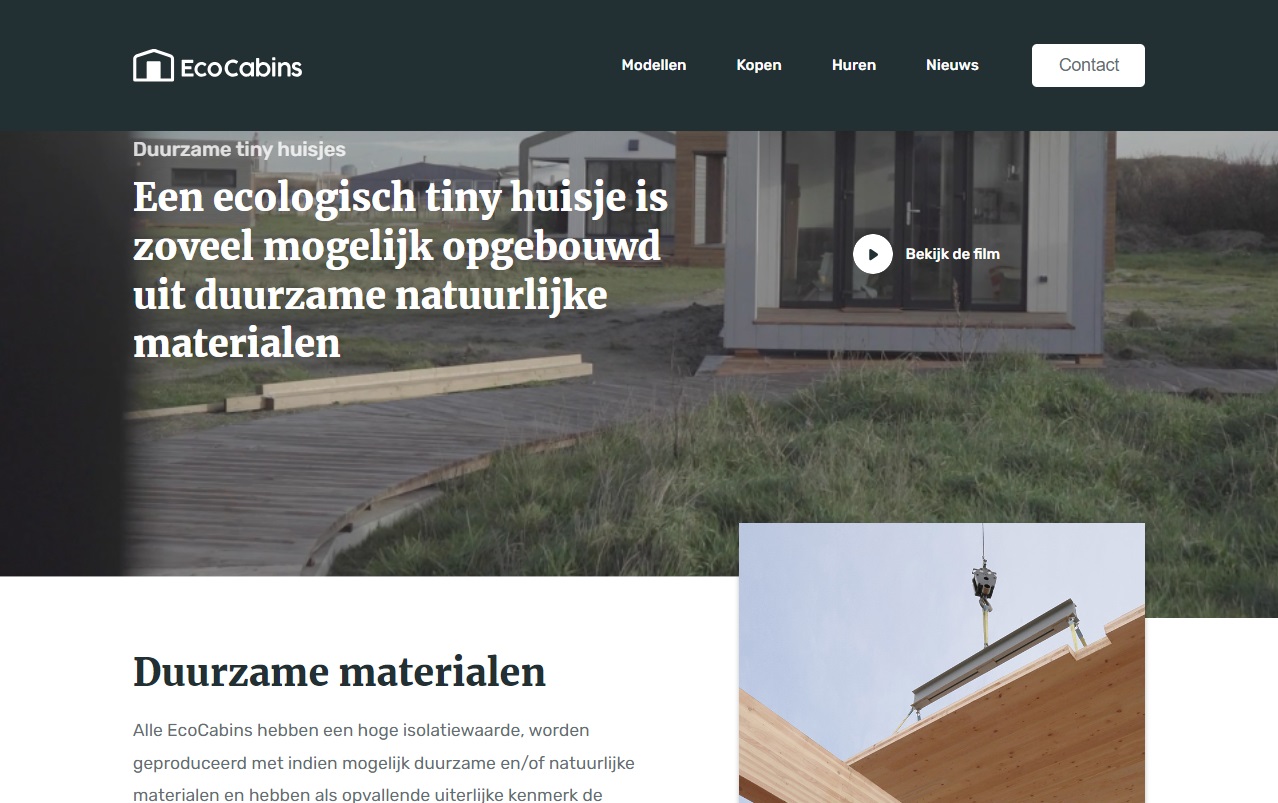 EcoCabins
Modellen
Kopen
Huren
Nieuws
Contact
Duurzame tiny huisjes
Een ecologisch tiny huisje is
zoveel mogelijk opgebouwd
uit duurzame natuurlijke
materialen
Bekijk de film
Duurzame materialen
Alle EcoCabins hebben een hoge isolatiewaarde, worden
geproduceerd met indien mogelijk duurzame en/of natuurlijke
materialen en hebben als opvallende uiterlijke kenmerk de